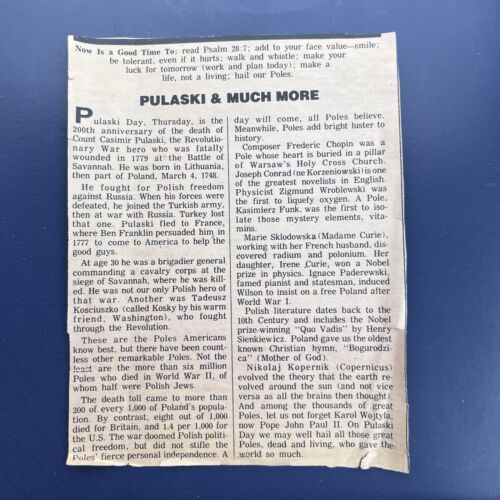 Now Is a Good Time To: read Psalm 28:7; add to your face value—smile;
be tolerant, even if it hurts; walk and whistle; make your
luck for tomorrow (work and plan today); make a
life, not a living; hail our Poles.
PULASKI & MUCH MORE
Pulaski Day, Thursday, is the
200th anniversary of the death of
Count Casimir Pulaski, the Revolutio-
nary War hero who was fatally
wounded in 1779 at the Battle of
Savannah. He was born in Lithuania,
then part of Poland, March 4, 1748.
He fought for Polish freedom
against Russia. When his forces were
defeated, he joined the Turkish army,
then at war with Russia. Turkey lost
that one. Pulaski fled to France,
where Ben Franklin persuaded him in
1777 to come to America to help the
good guys.
At age 30 he was a brigadier general
commanding a cavalry corps at the
siege of Savannah, where he was kill-
ed. He was not our only Polish hero of
that war. Another was Tadeusz
Kosciuszko (called Kosky by his warm
friend, Washington), who fought
through the Revolution.
These are the Poles Americans
know best, but there have been count-
less other remarkable Poles. Not the
least are the more than six million
Poles who died in World War II, of
whom half were Polish Jews.
The death toll came to more than
200 of every 1,000 of Poland's popula-
tion. By contrast, eight out of 1,000
died for Britain, and 1.4 per 1,000 for
the U.S. The war doomed Polish politi-
cal freedom, but did not stifle the
Poles' fierce personal independence. A
day will come, all Poles believe.
Meanwhile, Poles add bright luster to
history.
Composer Frederic Chopin was a
Pole whose heart is buried in a pillar
of Warsaw's Holy Cross Church.
Joseph Conrad (ne Korzeniowski) is one
of the greatest novelists in English.
Physicist Zigmund Wroblewski was
the first to liquefy oxygen. A Pole,
Kasimierz Funk, was the first to iso-
late those mystery elements, vita-
mins.
Marie Sklodowska (Madame Curie),
working with her French husband, dis-
covered radium and polonium. Her
daughter, Irene Curie, won a Nobel
prize in physics. Ignace Paderewski,
famed pianist and statesman, induced
Wilson to insist on a free Poland after
World War I.
Polish literature dates back to the
10th Century and includes the Nobel
prize-winning "Quo Vadis" by Henry
Sienkiewicz. Poland gave us the oldest
known Christian hymn, "Bogurodzi-
ca" (Mother of God).
Nikolaj Kopernik (Copernicus)
evolved the theory that the earth re-
volved around the sun (and not vice
versa as all the brains then thought).
And among the thousands of great
Poles, let us not forget Karol Wojtyla,
now Pope John Paul II. On Pulaski
Day we may well hail all those great
Poles, dead and living, who gave the
world so much.